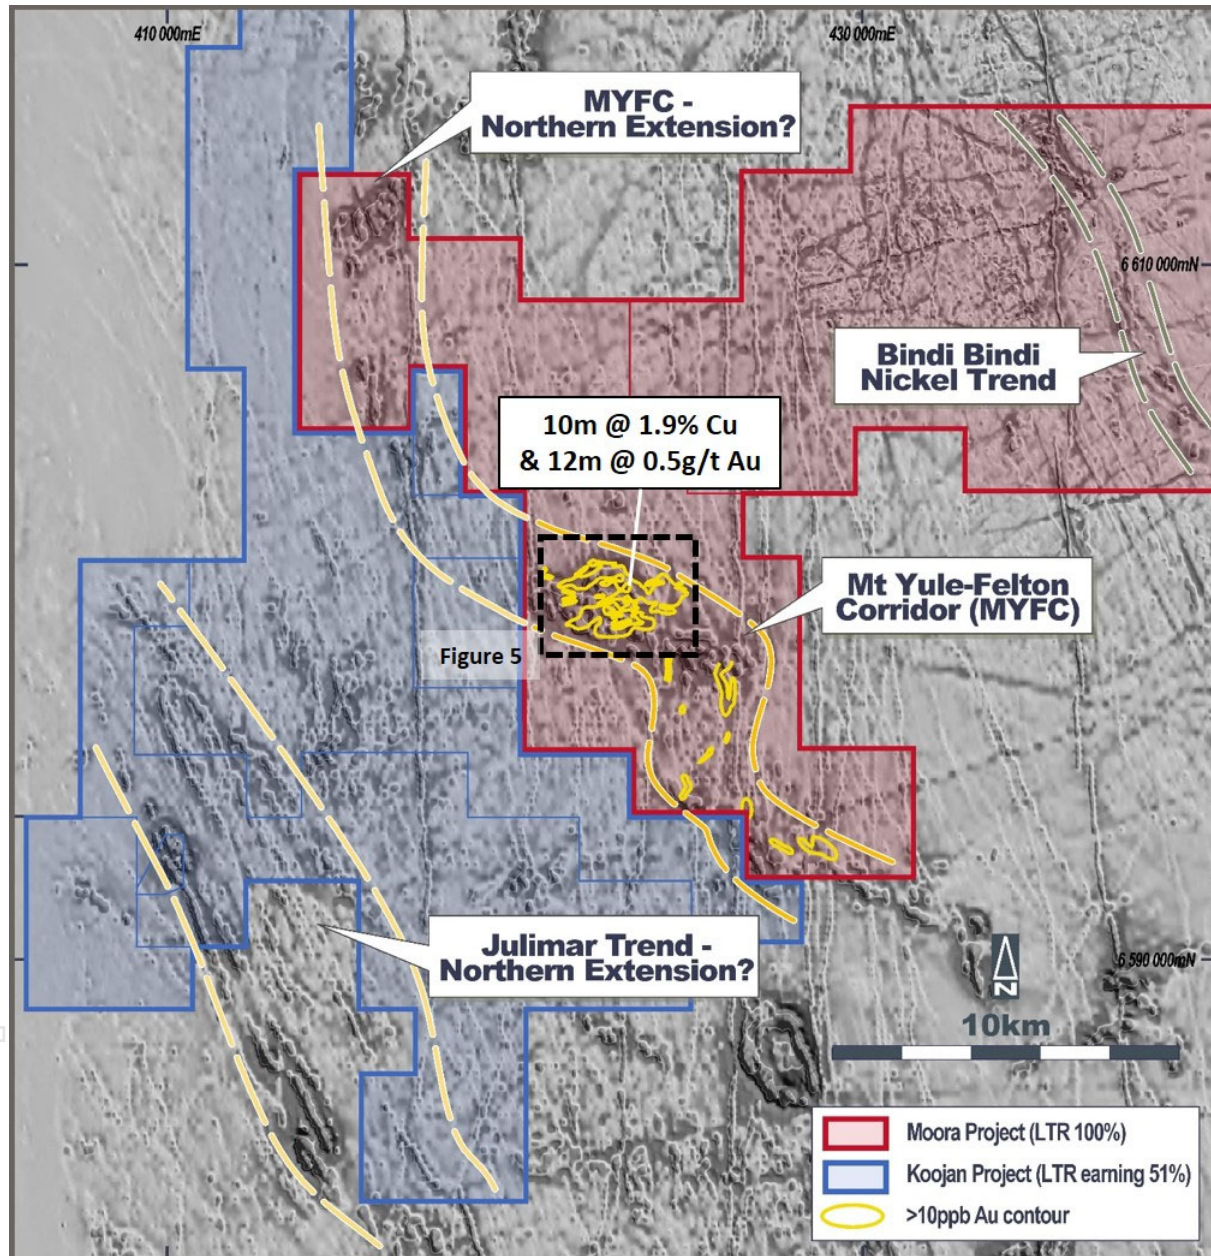 410 000mE
430 000mE
MYFC -
Northern Extension?
6 610 000mN
Bindi Bindi
Nickel Trend
10m @ 1.9% Cu
& 12m @ 0.5g/t Au
Mt Yule-Felton
Corridor (MYFC)
Figure 5
Julimar Trend -
Northern Extension?
N
6 590 000mN
10km
Moora Project (LTR 100%)
Koojan Project (LTR earning 51%)
>10ppb Au contour